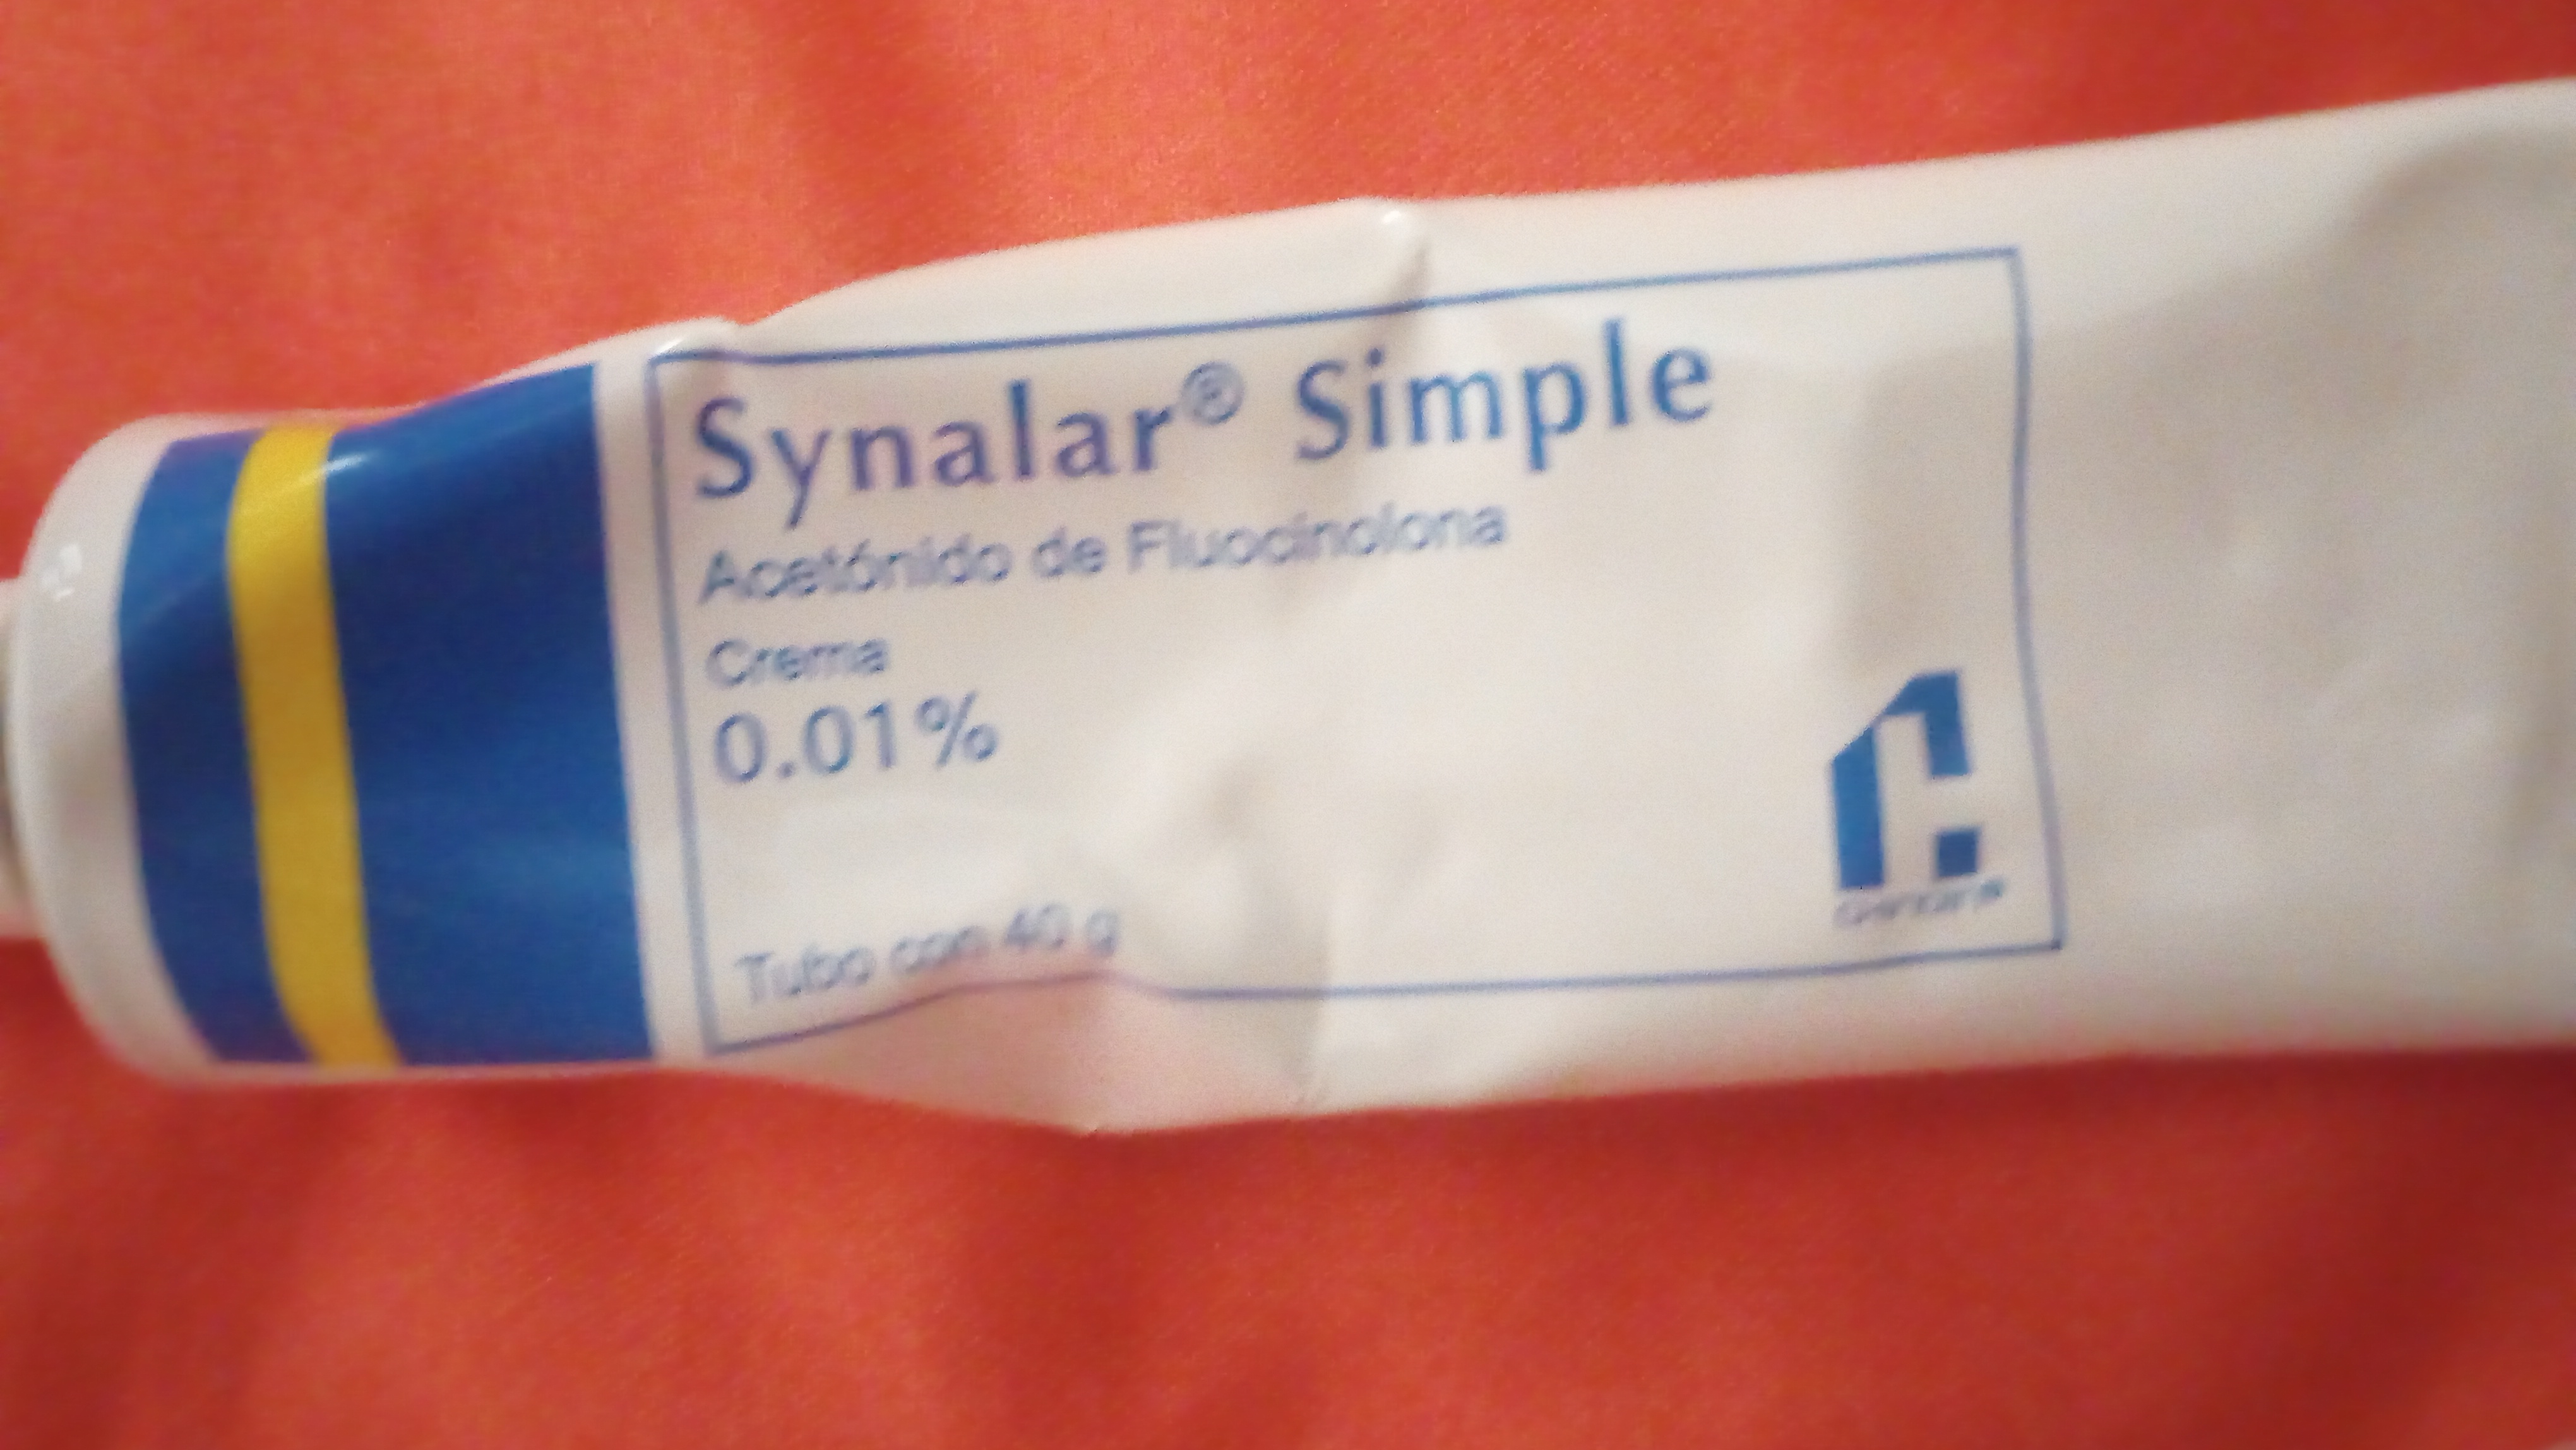 Synalar® Simple
Acetónido de Fluocinolona
Crema
0.01%
Tubo con 40 g